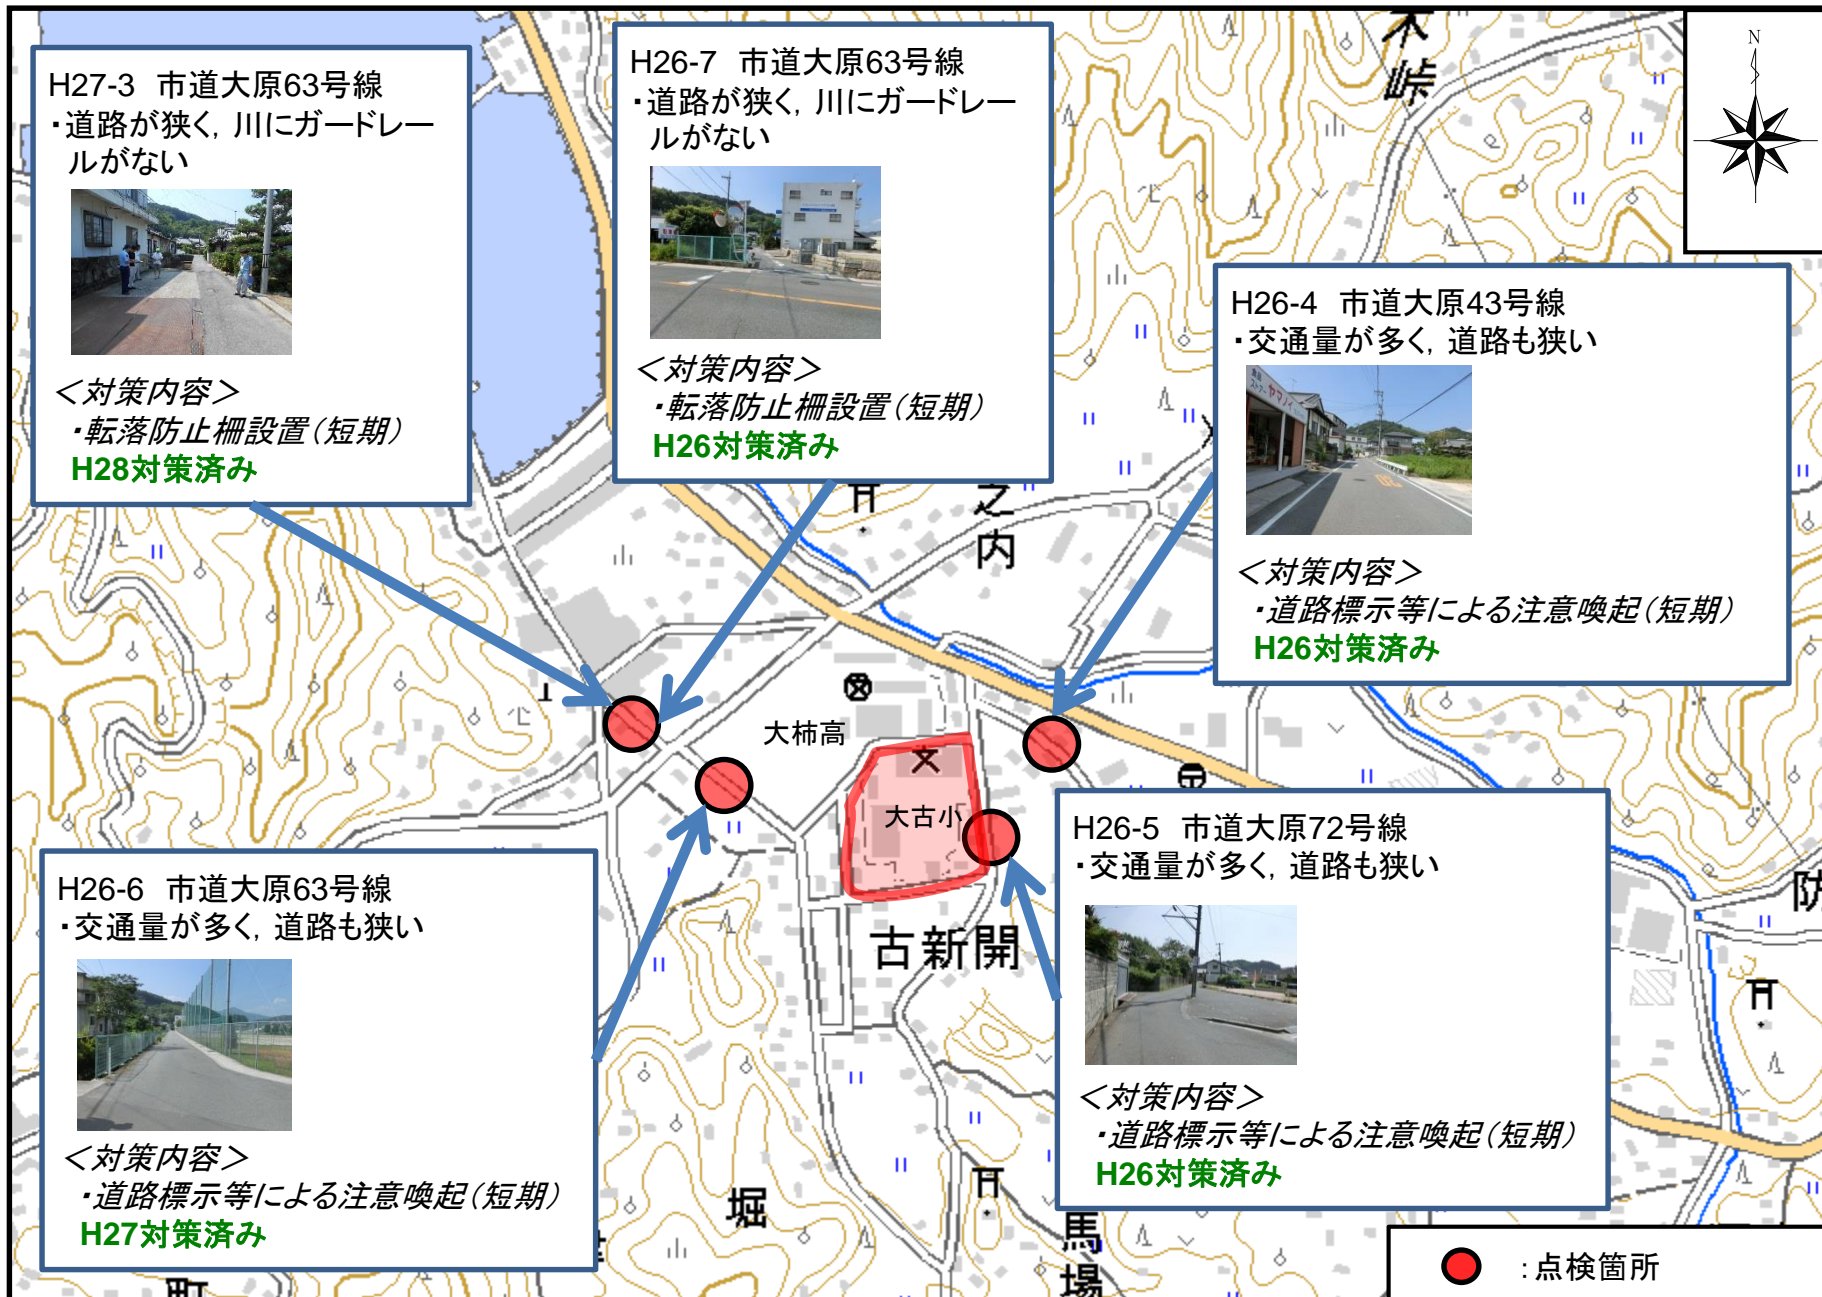 H27-3 市道大原63号線
・道路が狭く, 川にガードレー
ルがない
<対策内容>
・転落防止柵設置(短期)
H28対策済み
H26-7 市道大原63号線
・道路が狭く, 川にガードレー
ルがない
<対策内容>
・転落防止柵設置(短期)
H26対策済み
H26-4 市道大原43号線
・交通量が多く, 道路も狭い
ヤマノイ
<対策内容>
・道路標示等による注意喚起(短期)
H26対策済み
H26-6 市道大原63号線
・交通量が多く, 道路も狭い
<対策内容>
・道路標示等による注意喚起(短期)
H27対策済み
H26-5 市道大原72号線
・交通量が多く, 道路も狭い
<対策内容>
・道路標示等による注意喚起(短期)
H26対策済み
N
峠
之内
大柿高
大古小
古新開
堀
馬場
町
防
:点検箇所